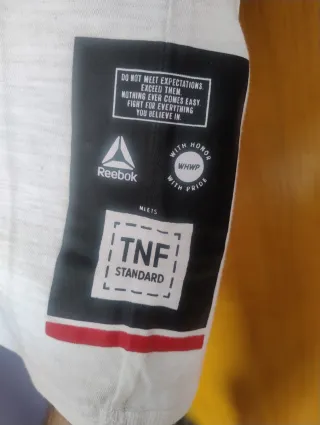 DO NOT MEET EXPECTATIONS.
EXCEED THEM.
NOTHING EVER COMES EASY
FIGHT FOR EVERYTHING
YOU BELIEVE IN.
Reebok
WITH HONOR
WHWP
WITH PRIDE
MEETS
TNF
STANDARD